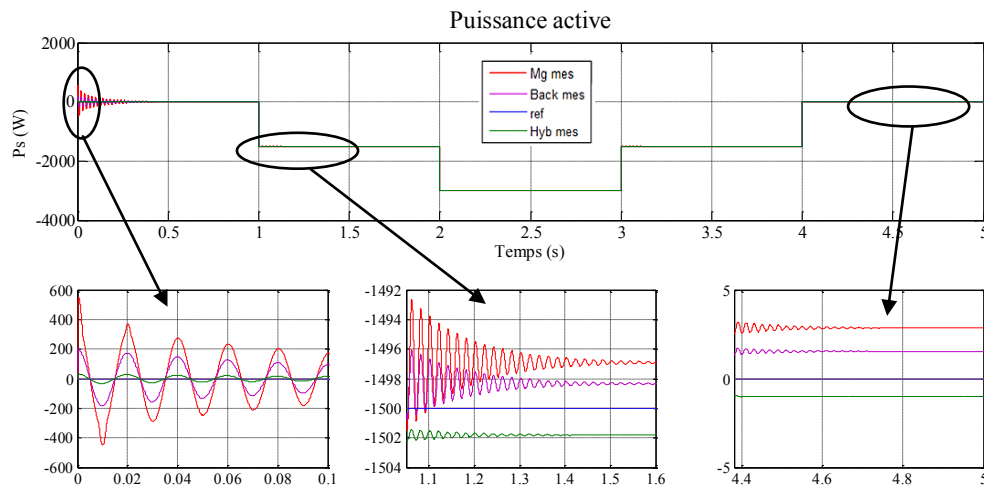 Puissance active
Ps (W)
2000
0
-2000
-4000
Mg mes
Back mes
ref
Hyb mes
0 0.5 1 1.5 2 2.5 3 3.5 4 4.5 5
Temps (s)
600
400
200
0
-200
-400
-600
0 0.02 0.04 0.06 0.08 0.1
-1492
-1494
-1496
-1498
-1500
-1502
-1504
1.1 1.2 1.3 1.4 1.5 1.6
5
0
-5
4.4 4.6 4.8 5